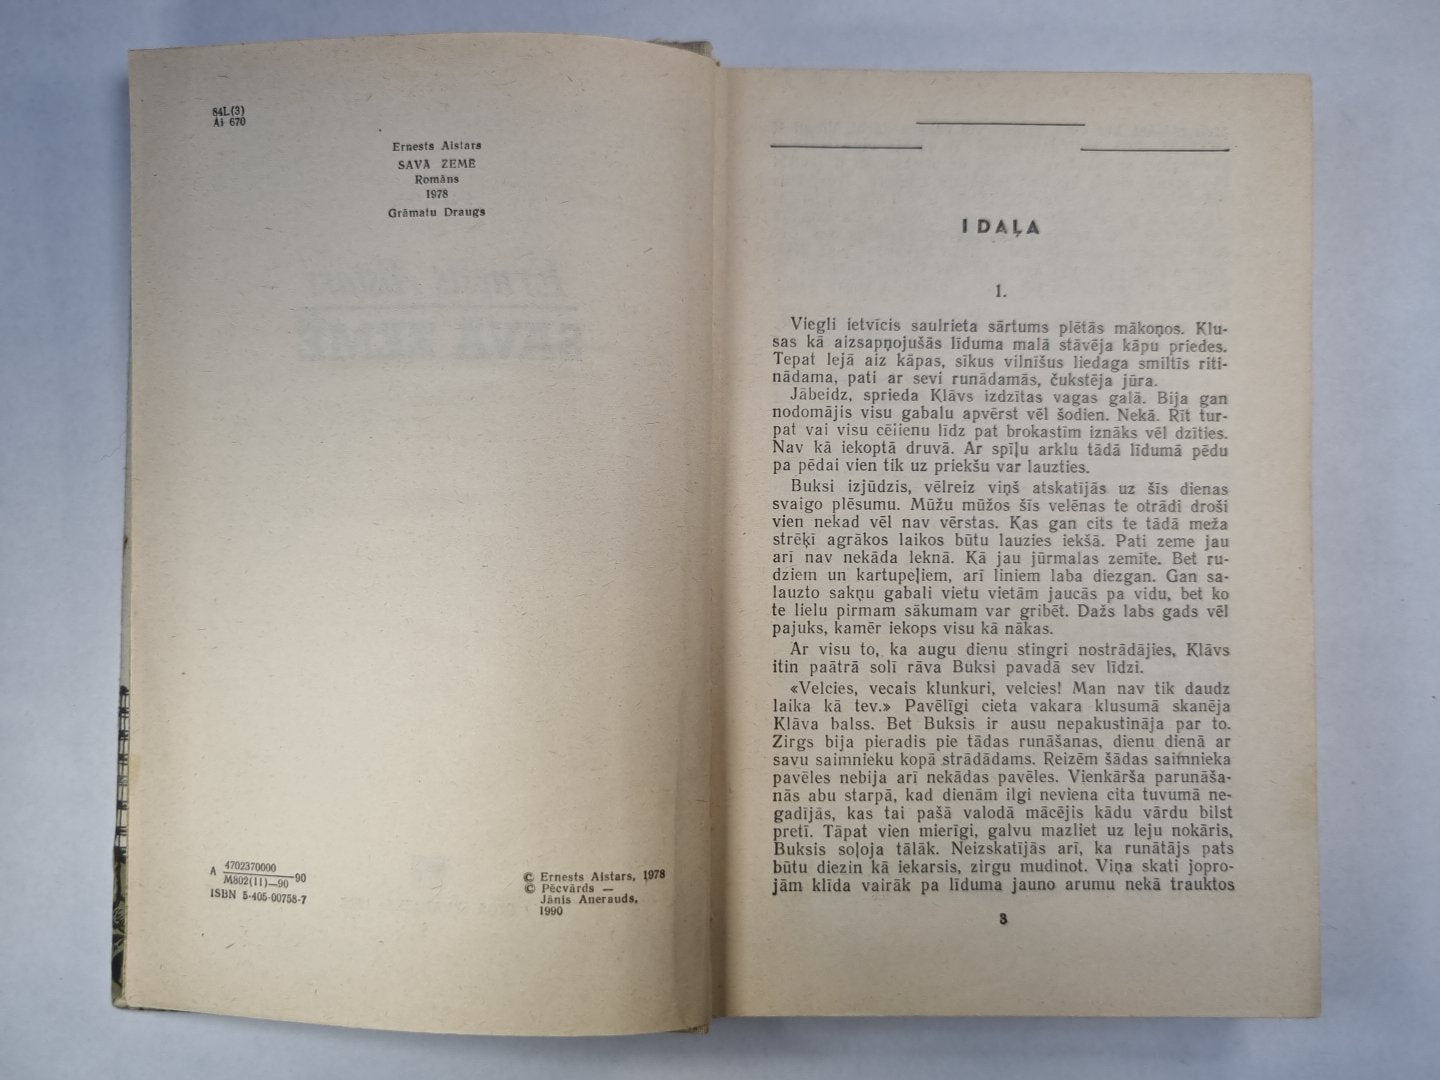 84L(3)
Ai 670
Ernests Aistars
SAVĀ ZEMĒ
Romāns
1978
Grāmatu Draugs
A 4702370000 —90
M802(11)—90
ISBN 5-405-00758-7
© Ernests Aistars, 1978
© Pēcvārds —
Jānis Anerauds,
1990
I DAĻA
1.
Viegli ietvīcis saulrieta sārtums plētās mākoņos. Klu-
sas kā aizsapņojušās līduma malā stāvēja kāpu priedes.
Tepat lejā aiz kāpas, sīkus vilnīšus liedaga smiltīs riti-
nādama, pati ar sevi runādamās, čukstēja jūra.
Jābeidz, sprieda Klāvs izdzītas vagas galā. Bija gan
nodomājis visu gabalu apvērst vēl šodien. Nekā. Rīt tur-
pat vai visu cēlienu līdz pat brokastīm iznāks vēl dzīties.
Nav kā iekoptā druvā. Ar spīļu arklu tādā līdumā pēdu
pa pēdai vien tik uz priekšu var lauzties.
Buksi izjūdzis, vēlreiz viņš atskatījās uz šīs dienas
svaigo plēsumu. Mūžu mūžos šīs velēnas te otrādi droši
vien nekad vēl nav vērstas. Kas gan cits te tādā meža
strēķī agrākos laikos būtu lauzies iekšā. Pati zeme jau
arī nav nekāda leknā. Kā jau jūrmalas zemīte. Bet ru-
dziem un kartupeļiem, arī liniem laba diezgan. Gan sa-
lauzto sakņu gabali vietu vietām jaucās pa vidu, bet ko
te lielu pirmam sākumam var gribēt. Dažs labs gads vēl
pajuks, kamēr iekops visu kā nākas.
Ar visu to, ka augu dienu stingri nostrādājies, Klāvs
itin paātrā solī rāva Buksi pavadā sev līdzi.
«Velcies, vecais klunkuri, velcies! Man nav tik daudz
laika kā tev.» Pavēlīgi cieta vakara klusumā skanēja
Klāva balss. Bet Buksis ir ausu nepakustināja par to.
Zirgs bija pieradis pie tādas runāšanas, dienu dienā ar
savu saimnieku kopā strādādams. Reizēm šādas saimnieka
pavēles nebija arī nekādas pavēles. Vienkārša parunāša-
nās abu starpā, kad dienām ilgi neviena cita tuvumā ne-
gadījās, kas tai pašā valodā mācējis kādu vārdu bilst
pretī. Tāpat vien mierīgi, galvu mazliet uz leju nokāris,
Buksis soļoja tālāk. Neizskatījās arī, ka runātājs pats
būtu diezin kā iekarsis, zirgu mudinot. Viņa skati jopro-
jām klīda vairāk pa līduma jauno arumu nekā trauktos
3